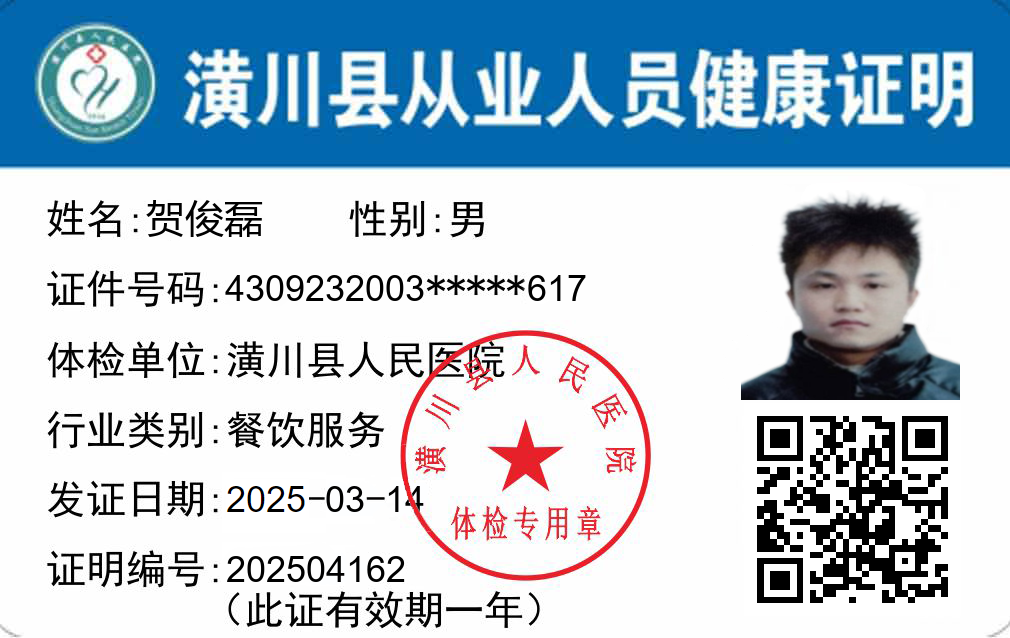 潢川县从业人员健康证明
姓名:贺俊磊 性别:男
证件号码:4309232003*****617
体检单位:潢川县人民医院
行业类别:餐饮服务
发证日期:2025-03-14
证明编号:202504162
（此证有效期一年）
潢川县人民医院
体检专用章